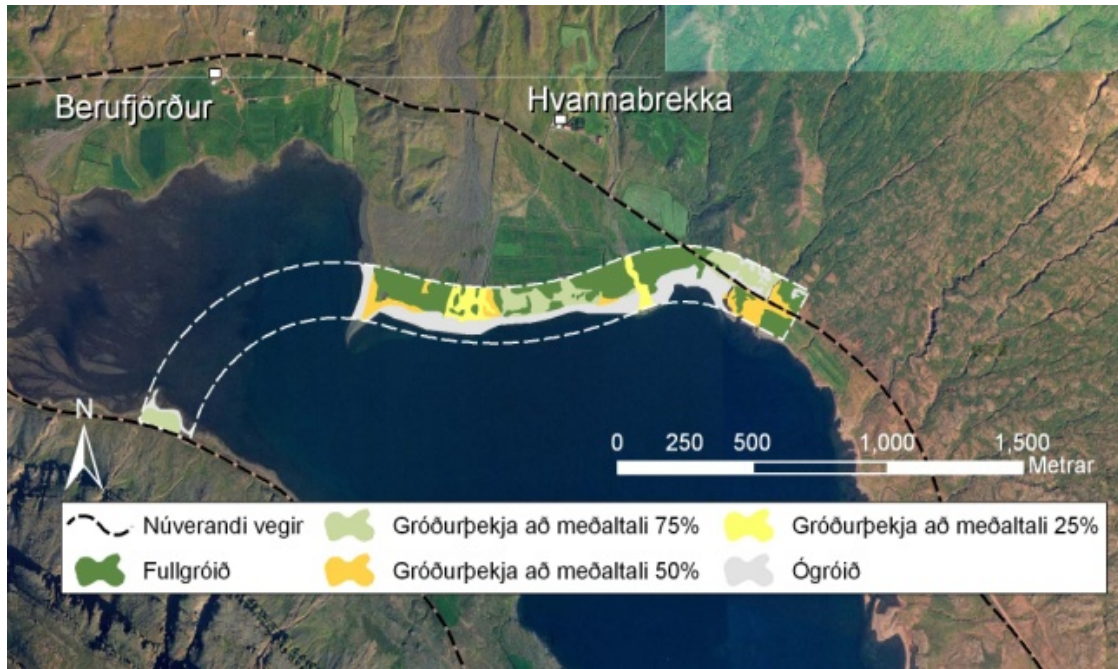 Berufjörður
Hvannabrekka
N
0 250 500 1,000 1,500
Metrar
Núverandi vegir
Gróðurþekja að meðaltali 75%
Gróðurþekja að meðaltali 25%
Fullgróið
Gróðurþekja að meðaltali 50%
Ógróið